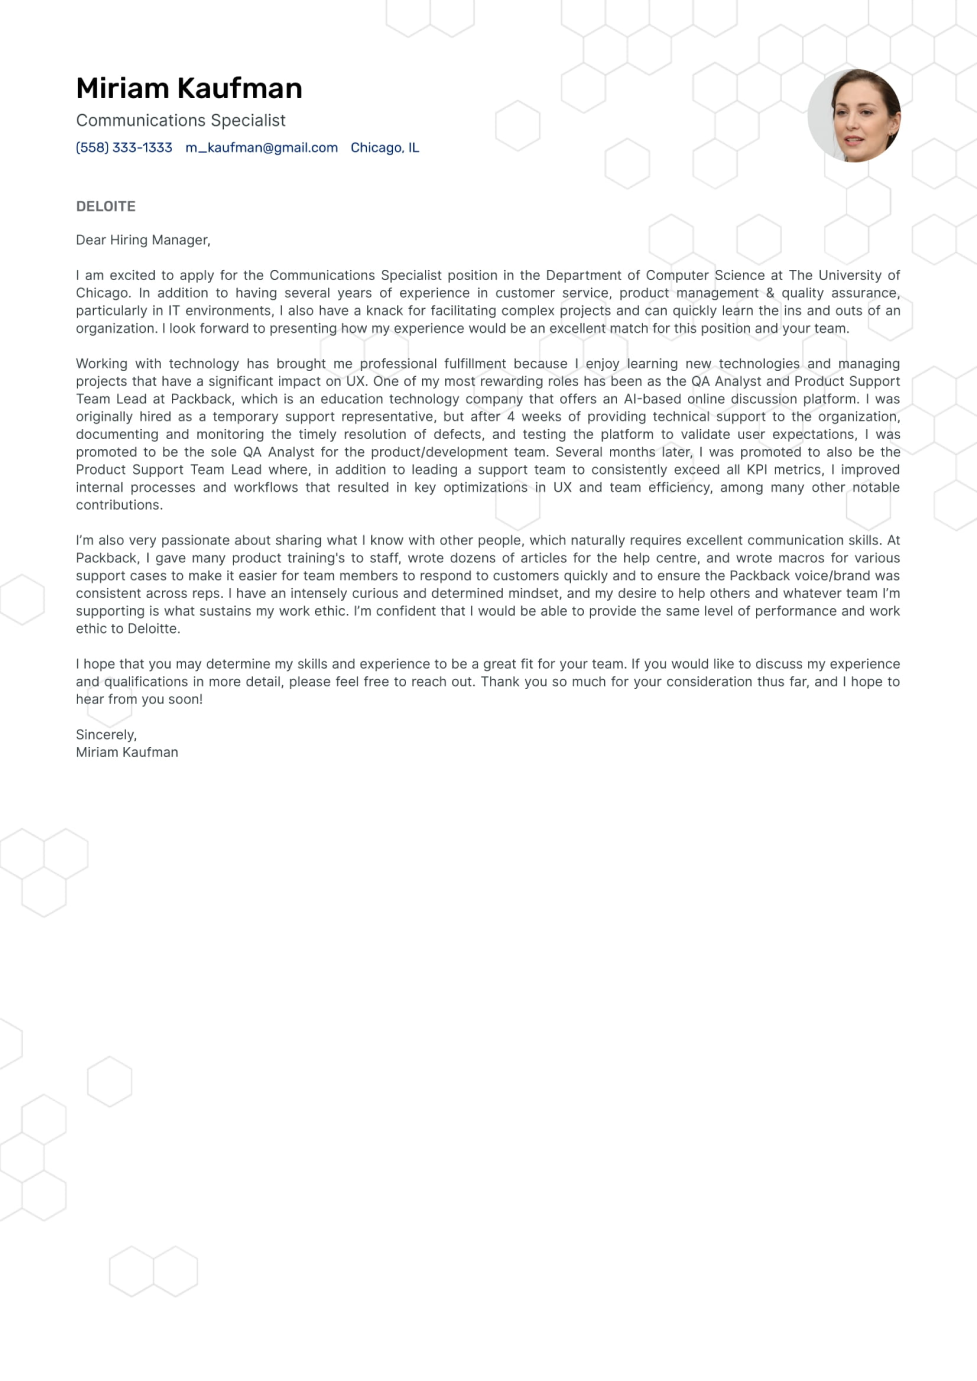 Miriam Kaufman
Communications Specialist
(558) 333-1333 m_kaufman@gmail.com Chicago, IL
DELOITE
Dear Hiring Manager,
I am excited to apply for the Communications Specialist position in the Department of Computer Science at The University of
Chicago. In addition to having several years of experience in customer service, product management & quality assurance,
particularly in IT environments, I also have a knack for facilitating complex projects and can quickly learn the ins and outs of an
organization. I look forward to presenting how my experience would be an excellent match for this position and your team.
Working with technology has brought me professional fulfillment because I enjoy learning new technologies and managing
projects that have a significant impact on UX. One of my most rewarding roles has been as the QA Analyst and Product Support
Team Lead at Packback, which is an education technology company that offers an AI-based online discussion platform. I was
originally hired as a temporary support representative, but after 4 weeks of providing technical support to the organization,
documenting and monitoring the timely resolution of defects, and testing the platform to validate user expectations, I was
promoted to be the sole QA Analyst for the product/development team. Several months later, I was promoted to also be the
Product Support Team Lead where, in addition to leading a support team to consistently exceed all KPI metrics, I improved
internal processes and workflows that resulted in key optimizations in UX and team efficiency, among many other notable
contributions.
I'm also very passionate about sharing what I know with other people, which naturally requires excellent communication skills. At
Packback, I gave many product training's to staff, wrote dozens of articles for the help centre, and wrote macros for various
support cases to make it easier for team members to respond to customers quickly and to ensure the Packback voice/brand was
consistent across reps. I have an intensely curious and determined mindset, and my desire to help others and whatever team I'm
supporting is what sustains my work ethic. I'm confident that I would be able to provide the same level of performance and work
ethic to Deloitte.
I hope that you may determine my skills and experience to be a great fit for your team. If you would like to discuss my experience
and qualifications in more detail, please feel free to reach out. Thank you so much for your consideration thus far, and I hope to
hear from you soon!
Sincerely,
Miriam Kaufman